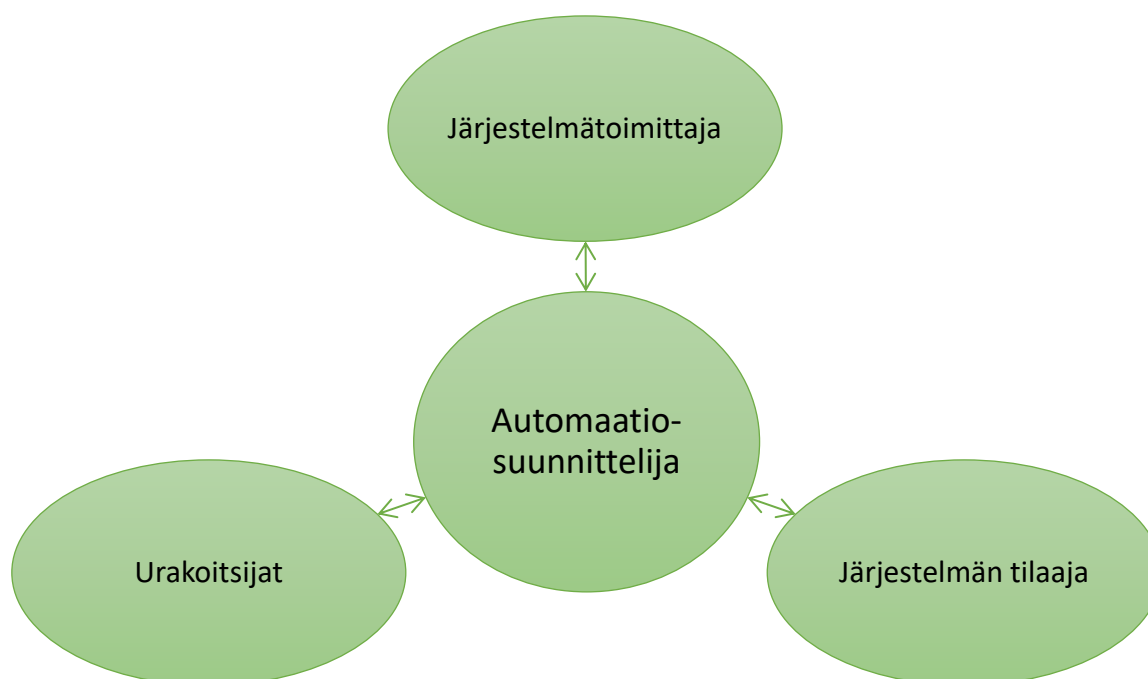 Järjestelmätoimittaja
Automaatio-
suunnittelija
Urakoitsijat
Järjestelmän tilaaja